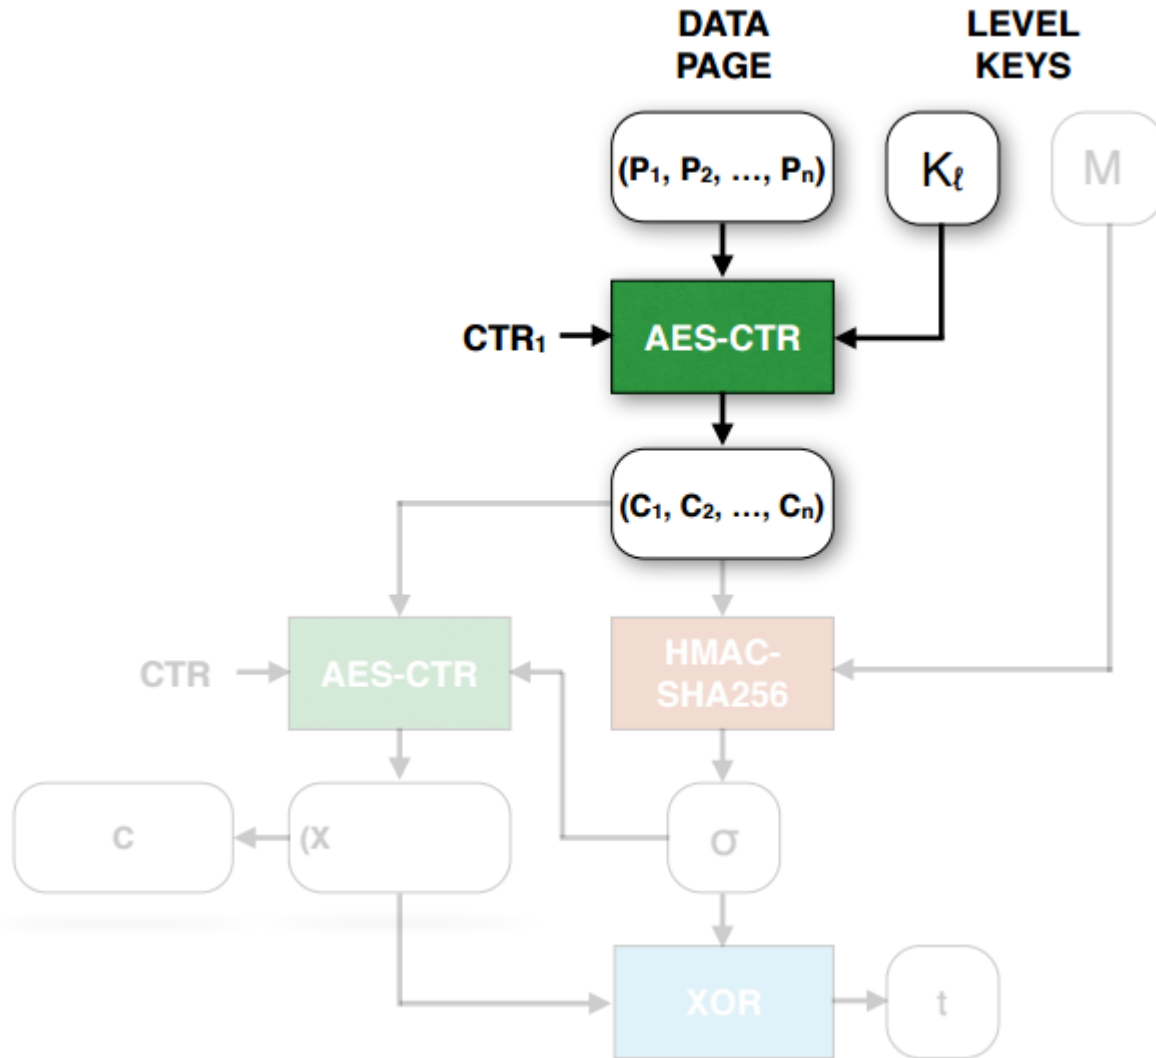 DATA
PAGE
LEVEL
KEYS
(P₁, P₂, ..., Pₙ)
Kℓ
M
CTR₁
AES-CTR
(C₁, C₂, ..., Cₙ)
CTR
AES-CTR
HMAC-
SHA256
C
(X
σ
XOR
t